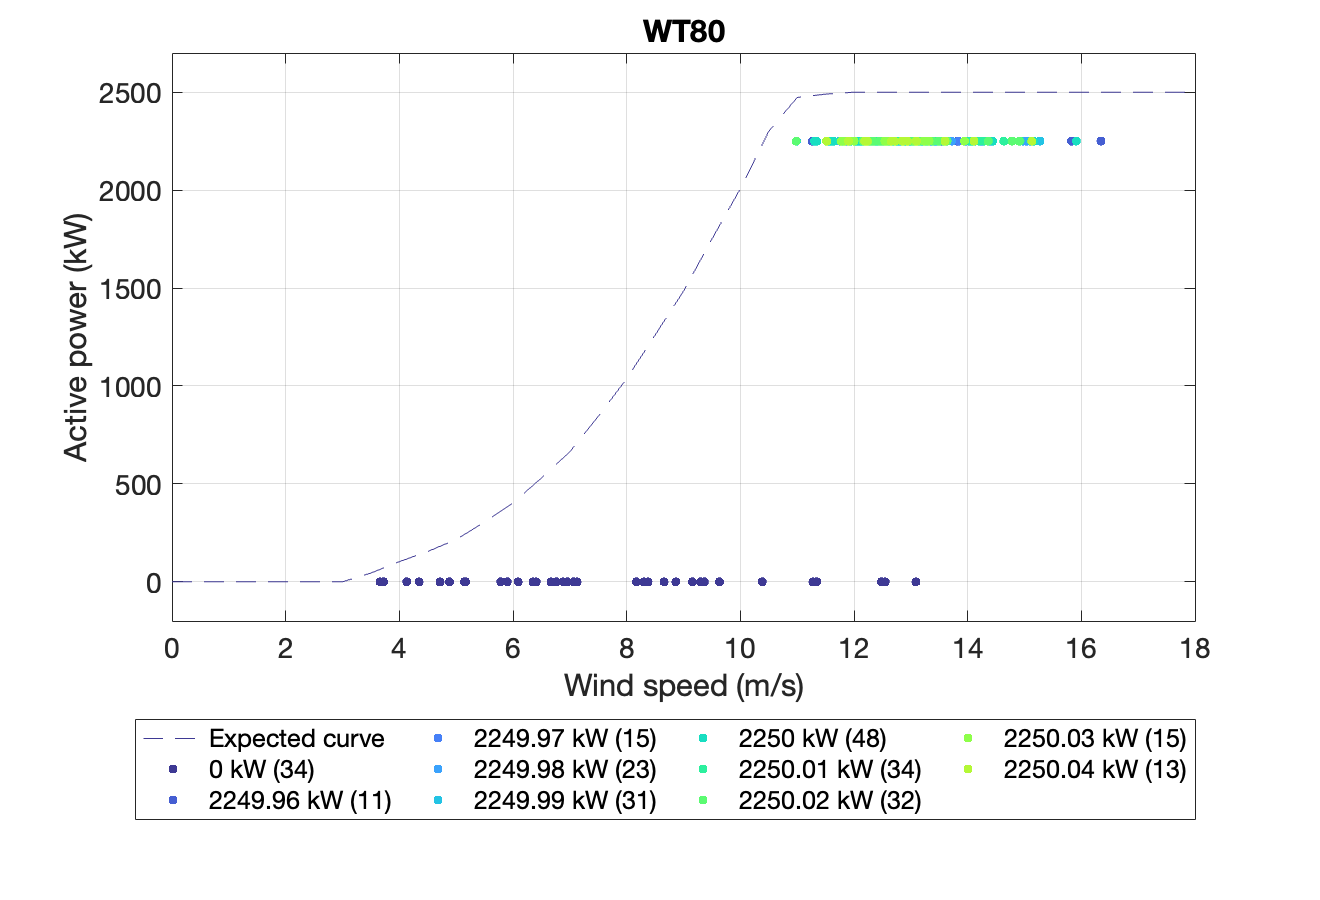 WT80
2500
2000
1500
1000
500
0
Active power (kW)
0 2 4 6 8 10 12 14 16 18
Wind speed (m/s)
Expected curve 2249.97 kW (15) 2250 kW (48) 2250.03 kW (15)
0 kW (34) 2249.98 kW (23) 2250.01 kW (34) 2250.04 kW (13)
2249.96 kW (11) 2249.99 kW (31) 2250.02 kW (32)